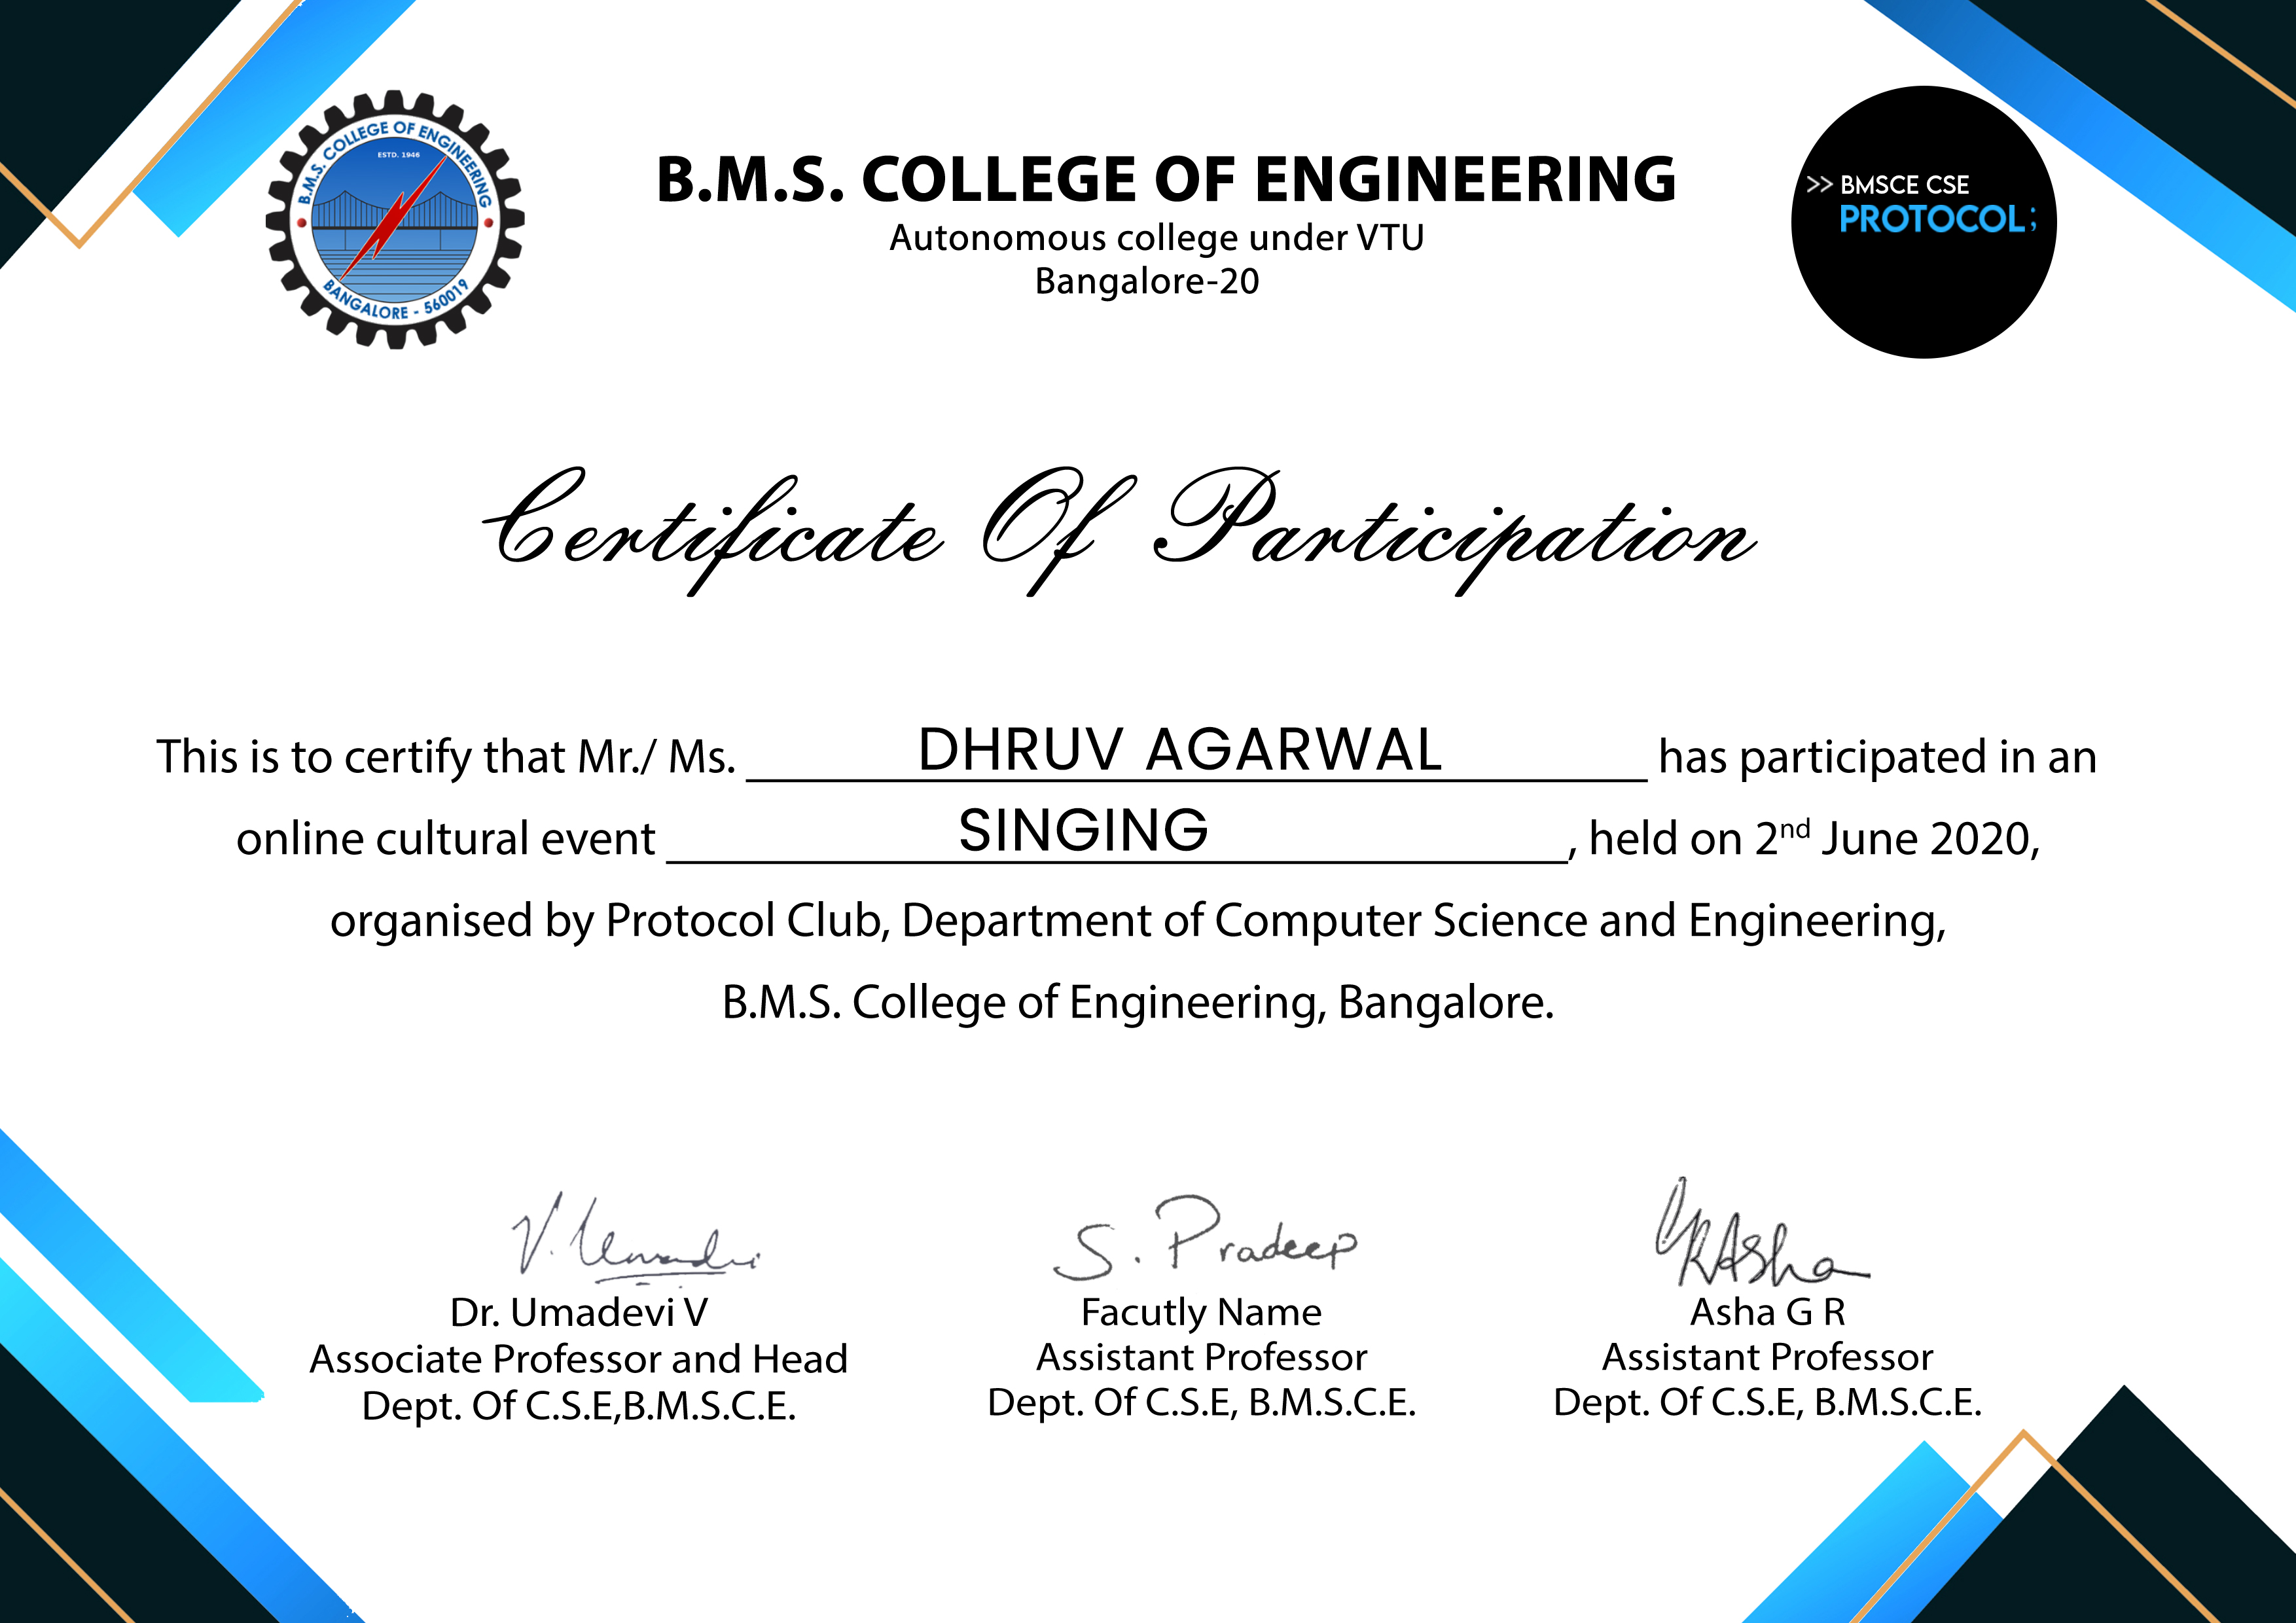 B.M.S. COLLEGE OF ENGINEERING
ESTD. 1946
BANGALORE - 560019
B.M.S. COLLEGE OF ENGINEERING
Autonomous college under VTU
Bangalore-20
>> BMSCE CSE
PROTOCOL;
Certificate Of Participation
This is to certify that Mr./ Ms. DHRUV AGARWAL has participated in an
online cultural event SINGING, held on 2nd June 2020,
organised by Protocol Club, Department of Computer Science and Engineering,
B.M.S. College of Engineering, Bangalore.
V. Umadevi
S. Pradeep
GRAsha
Dr. Umadevi V
Associate Professor and Head
Dept. Of C.S.E,B.M.S.C.E.
Facutly Name
Assistant Professor
Dept. Of C.S.E, B.M.S.C.E.
Asha G R
Assistant Professor
Dept. Of C.S.E, B.M.S.C.E.